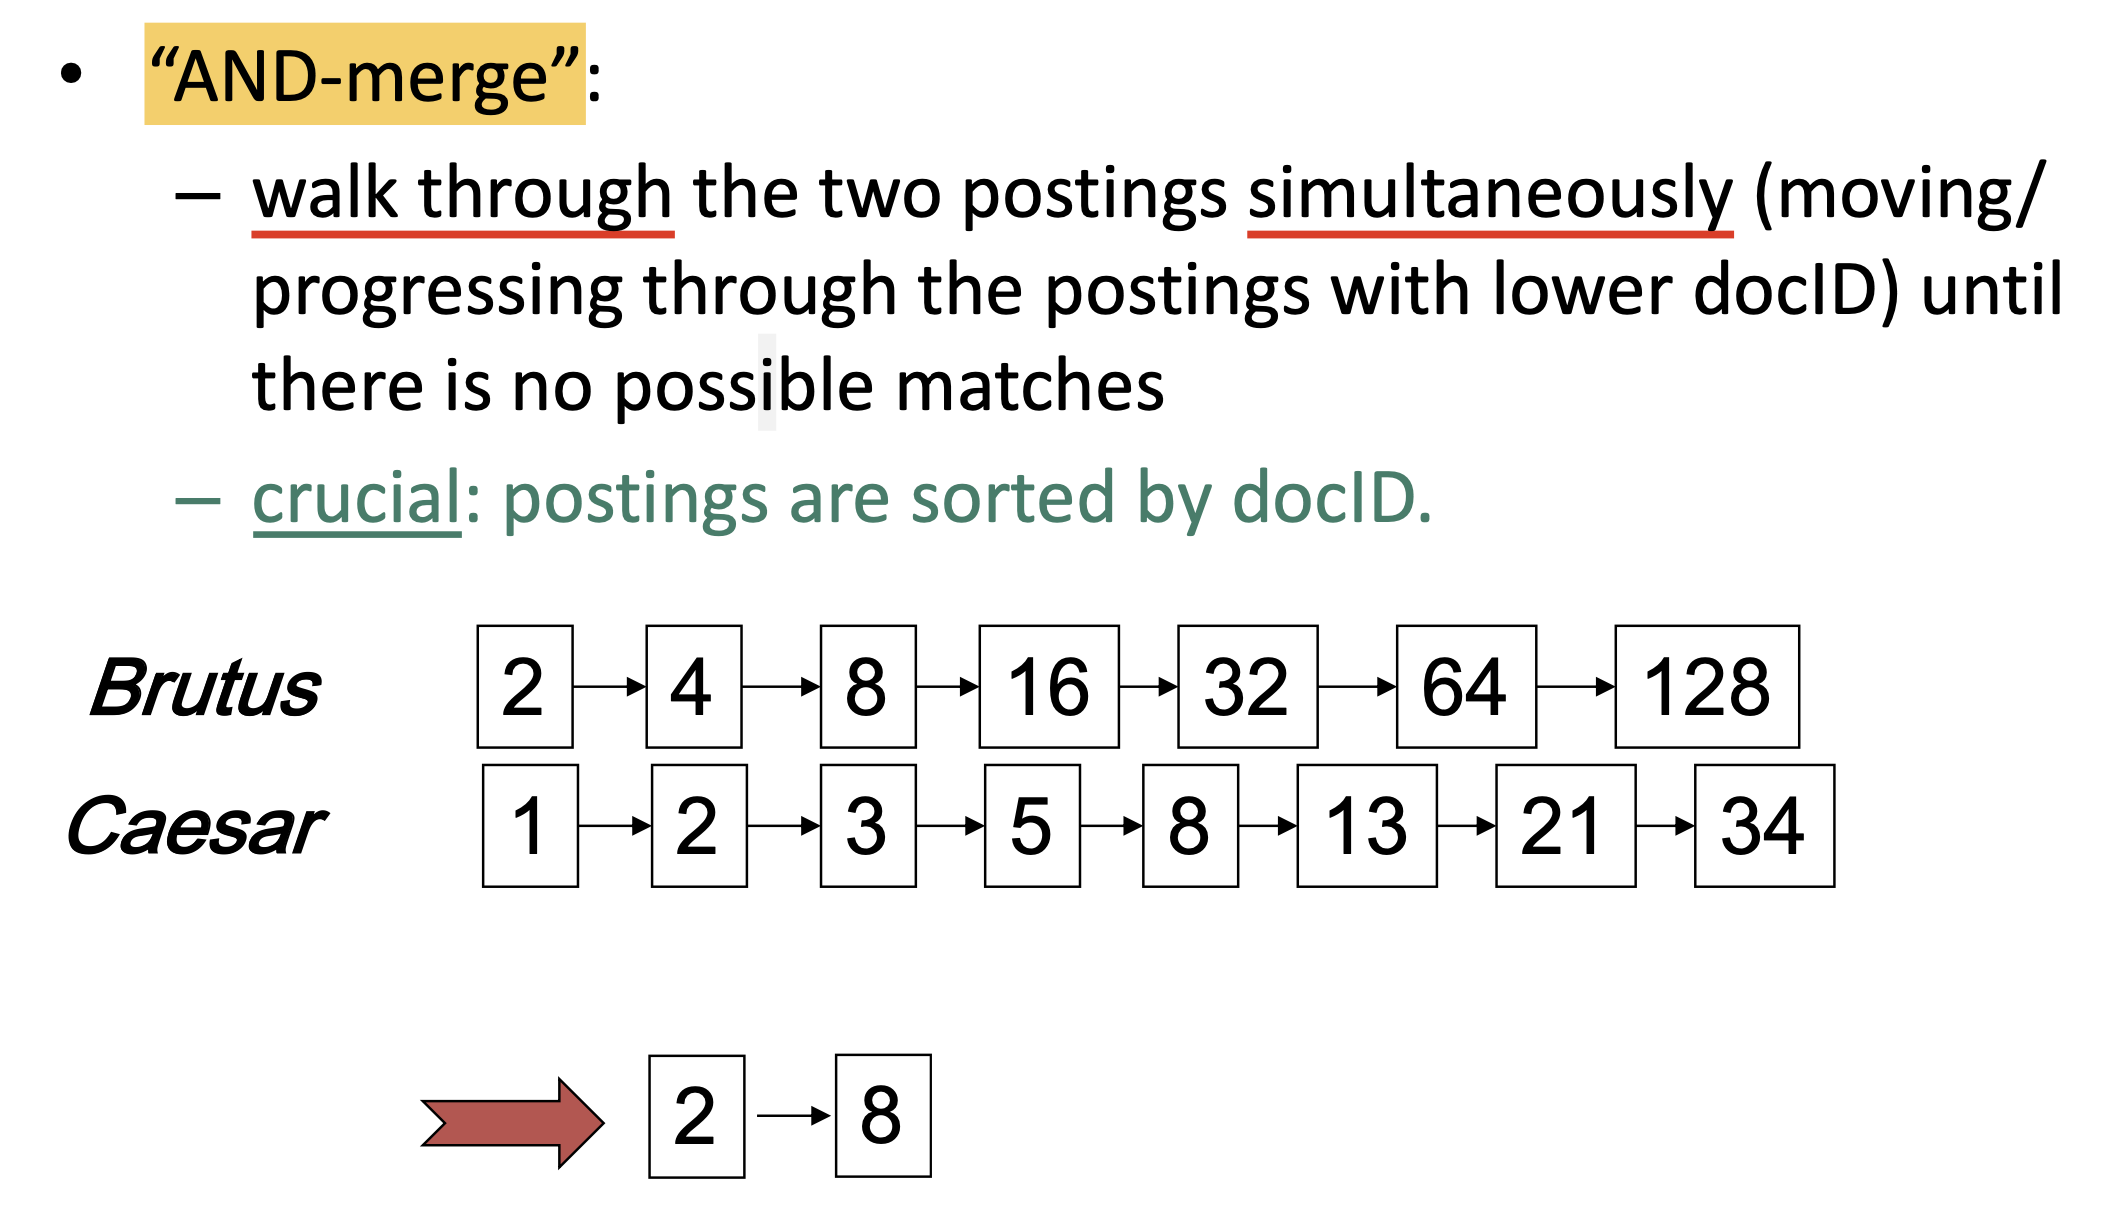 • “AND-merge”:
– walk through the two postings simultaneously (moving/
progressing through the postings with lower docID) until
there is no possible matches
– crucial: postings are sorted by docID.
Brutus 2 4 8 16 32 64 128
Caesar 1 2 3 5 8 13 21 34
2 8